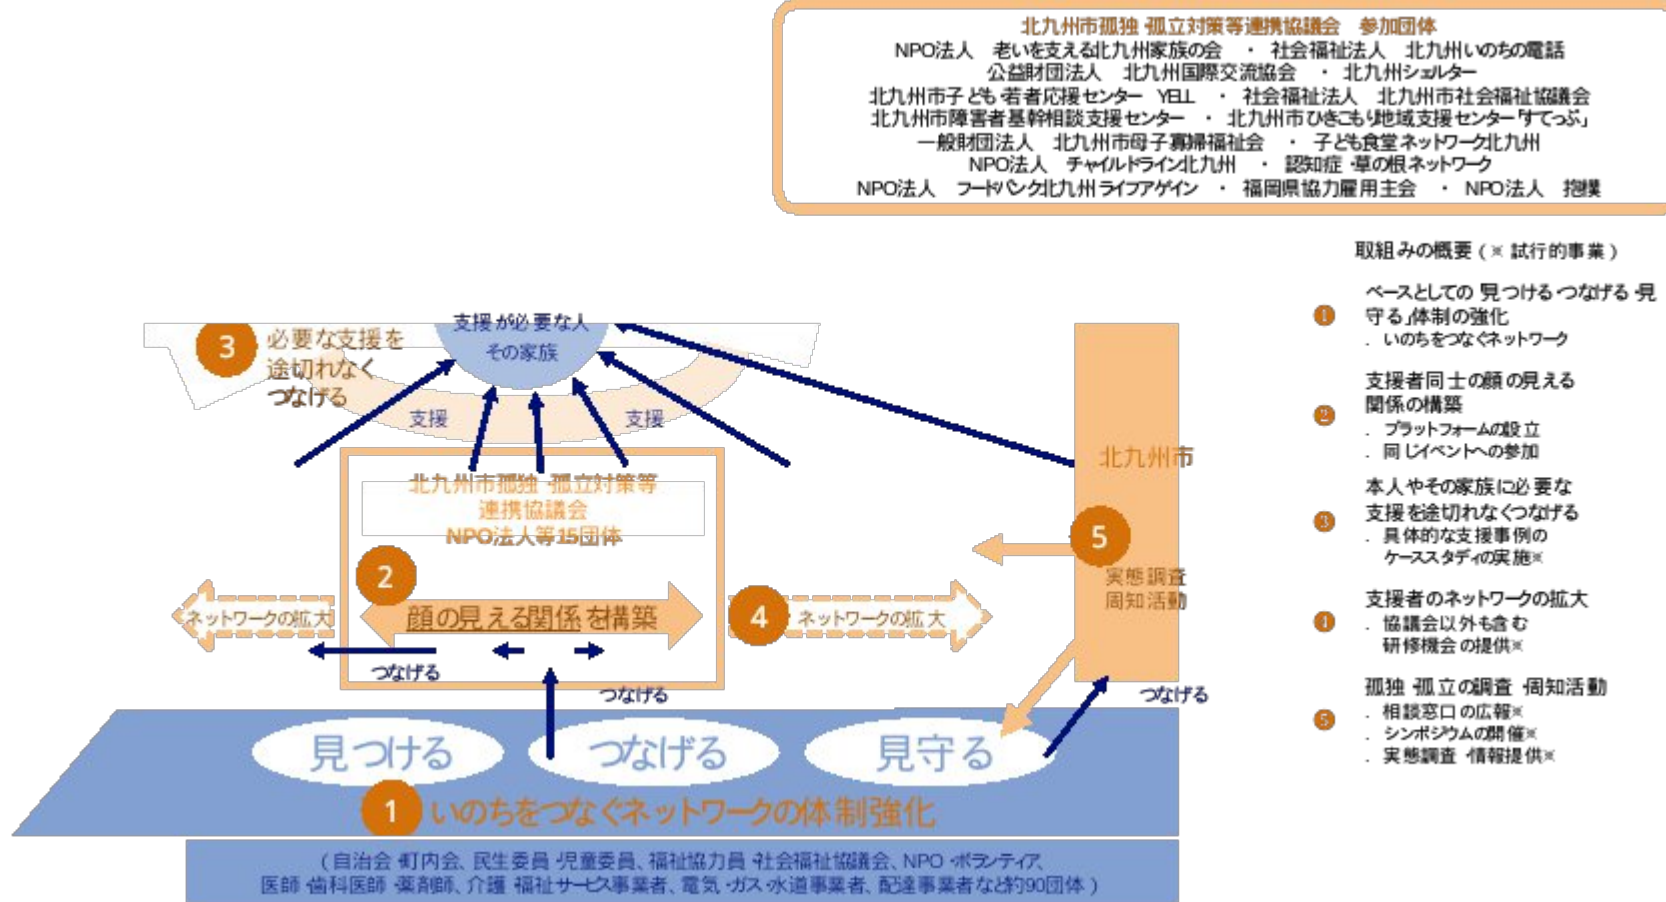 北九州市孤独・孤立対策等連携協議会　参加団体
NPO法人　老いを支える北九州家族の会　・　社会福祉法人　北九州いのちの電話
公益財団法人　北九州国際交流協会　・　北九州シェルター
北九州市子ども・若者応援センター　YELL　・　社会福祉法人　北九州市社会福祉協議会
北九州市障害者基幹相談支援センター　・　北九州市ひきこもり地域支援センター「すてっぷ」
一般財団法人　北九州市母子寡婦福祉会　・　子ども食堂ネットワーク北九州
NPO法人　チャイルドライン北九州　・　認知症・草の根ネットワーク
NPO法人　フードバンク北九州ライフアゲイン　・　福岡県協力雇用主会　・　NPO法人　抱樸
取組みの概要(※ 試行的事業)
1
ベースとしての「見つける・つなげる・見
守る」体制の強化
. いのちをつなぐネットワーク
2
支援者同士の顔の見える
関係の構築
. プラットフォームの設立
. 同じイベントへの参加
3
本人やその家族に必要な
支援を途切れなくつなげる
. 具体的な支援事例の
ケーススタディの実施※
4
支援者のネットワークの拡大
. 協議会以外も含む
研修機会の提供※
5
孤独・孤立の調査・周知活動
. 相談窓口の広報※
. シンポジウムの開催※
. 実態調査・情報提供※
支援が必要な人
その家族
3
必要な支援を
途切れなく
つなげる
支援
支援
北九州市孤独・孤立対策等
連携協議会
NPO法人等15団体
北九州市
5
実態調査
周知活動
2
顔の見える関係を構築
4
ネットワークの拡大
ネットワークの拡大
つなげる
つなげる
つなげる
見つける
つなげる
見守る
1
いのちをつなぐネットワークの体制強化
(自治会・町内会、民生委員・児童委員、福祉協力員・社会福祉協議会、NPO・ボランティア、
医師・歯科医師・薬剤師、介護・福祉サービス事業者、電気・ガス・水道事業者、配達事業者など約90団体)